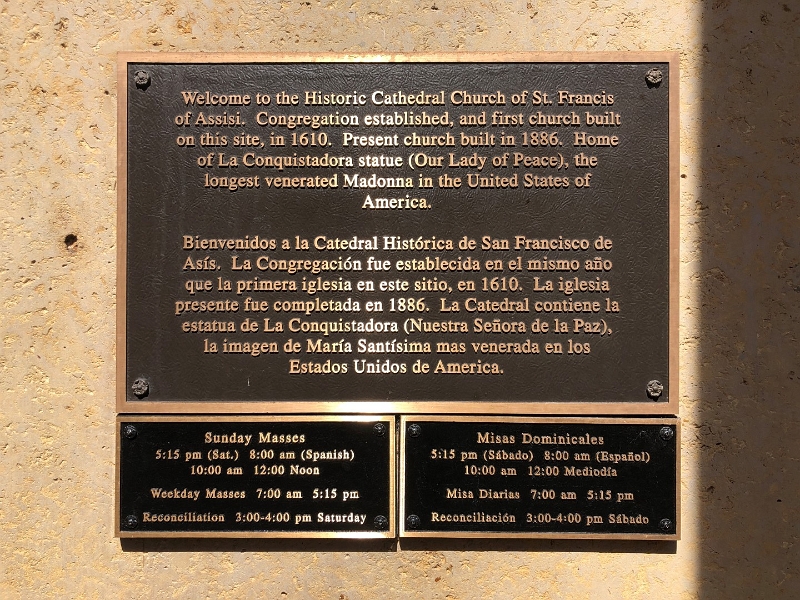 Welcome to the Historic Cathedral Church of St. Francis
of Assisi. Congregation established, and first church built
on this site, in 1610. Present church built in 1886. Home
of La Conquistadora statue (Our Lady of Peace), the
longest venerated Madonna in the United States of
America.
Bienvenidos a la Catedral Histórica de San Francisco de
Asís. La Congregación fue establecida en el mismo año
que la primera iglesia en este sitio, en 1610. La iglesia
presente fue completada en 1886. La Catedral contiene la
estatua de La Conquistadora (Nuestra Señora de la Paz),
la imagen de María Santísima mas venerada en los
Estados Unidos de America.
Sunday Masses
5:15 pm (Sat.) 8:00 am (Spanish)
10:00 am 12:00 Noon
Weekday Masses 7:00 am 5:15 pm
Reconciliation 3:00-4:00 pm Saturday
Misas Dominicales
5:15 pm (Sábado) 8:00 am (Español)
10:00 am 12:00 Mediodía
Misa Diarias 7:00 am 5:15 pm
Reconciliación 3:00-4:00 pm Sábado